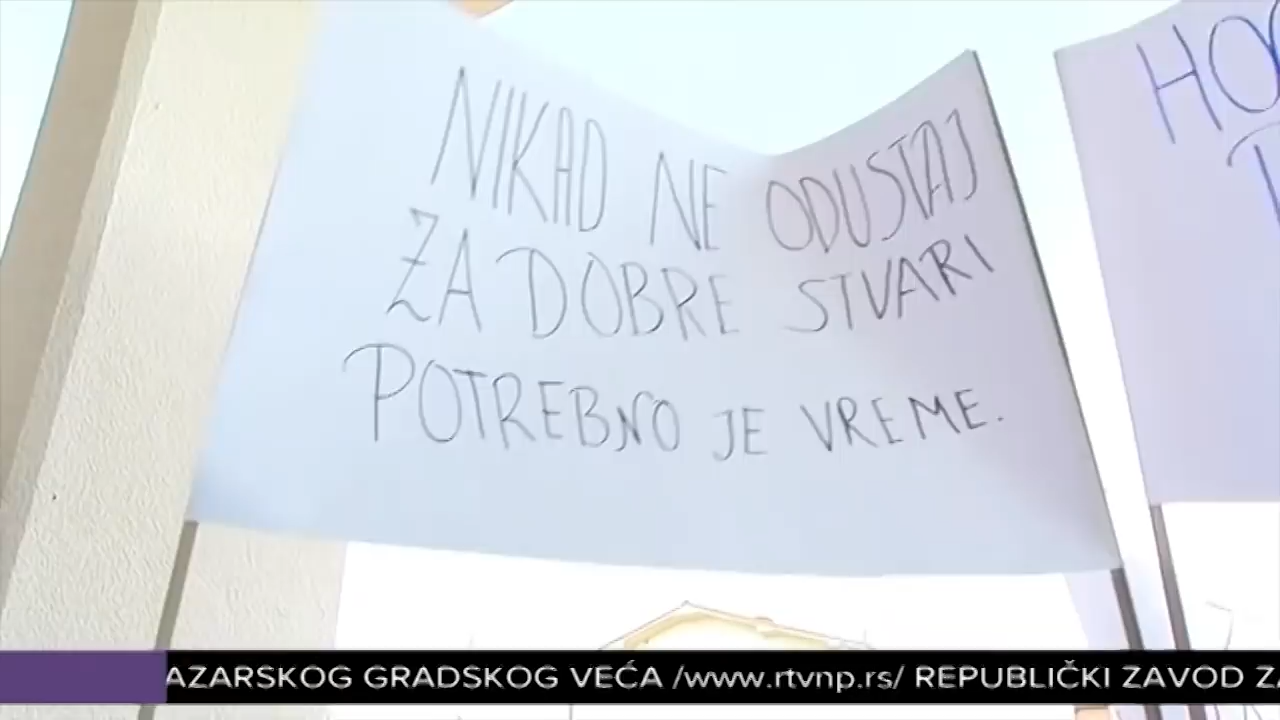 NIKAD NE ODUSTAJ
ZA DOBRE STVARI
POTREBNO JE VREME.
AZARSKOG GRADSKOG VEĆA /www.rtvnp.rs/ REPUBLIČKI ZAVOD ZA